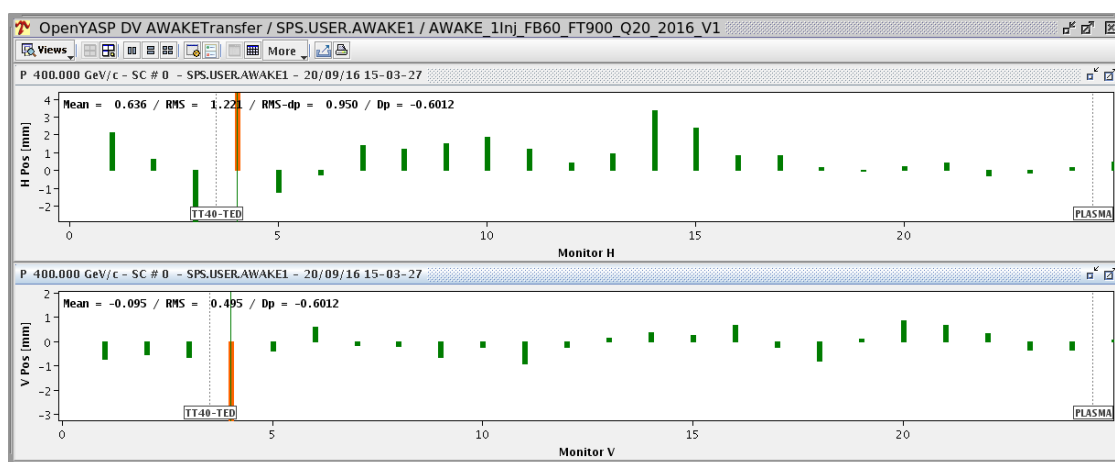 OpenYASP DV AWAKETransfer / SPS.USER.AWAKE1 / AWAKE_1Inj_FB60_FT900_Q20_2016_V1
Views More
P 400.000 GeV/c - SC # 0 - SPS.USER.AWAKE1 - 20/09/16 15-03-27
Mean = 0.636 / RMS = 1.221 / RMS-dp = 0.950 / Dp = -0.6012
H Pos [mm]
4
3
2
1
0
-1
-2
TT40-TED PLASMA
0 5 10 15 20
Monitor H
P 400.000 GeV/c - SC # 0 - SPS.USER.AWAKE1 - 20/09/16 15-03-27
Mean = -0.095 / RMS = 0.495 / Dp = -0.6012
V Pos [mm]
2
1
0
-1
-2
-3
TT40-TED PLASMA
0 5 10 15 20
Monitor V